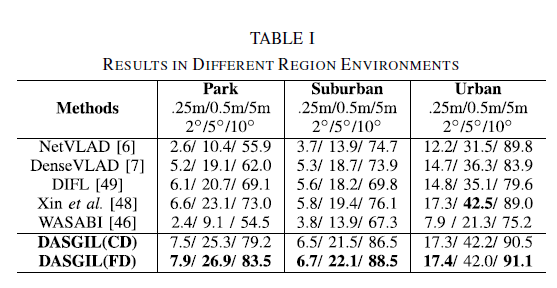 TABLE I
RESULTS IN DIFFERENT REGION ENVIRONMENTS
Methods Park Suburban Urban
.25m/0.5m/5m .25m/0.5m/5m .25m/0.5m/5m
2°/5°/10° 2°/5°/10° 2°/5°/10°
NetVLAD [6] 2.6/ 10.4/ 55.9 3.7/ 13.9/ 74.7 12.2/ 31.5/ 89.8
DenseVLAD [7] 5.2/ 19.1/ 62.0 5.3/ 18.7/ 73.9 14.7/ 36.3/ 83.9
DIFL [49] 6.1/ 20.7/ 69.1 5.6/ 18.2/ 69.8 14.8/ 35.1/ 79.6
Xin et al. [48] 6.6/ 23.1/ 73.0 5.8/ 19.4/ 76.1 17.3/ 42.5/ 89.0
WASABI [46] 2.4/ 9.1 / 54.5 3.8/ 13.9/ 67.3 7.9 / 21.3/ 75.2
DASGIL(CD) 7.5/ 25.3/ 79.2 6.5/ 21.5/ 86.5 17.3/ 42.2/ 90.5
DASGIL(FD) 7.9/ 26.9/ 83.5 6.7/ 22.1/ 88.5 17.4/ 42.0/ 91.1